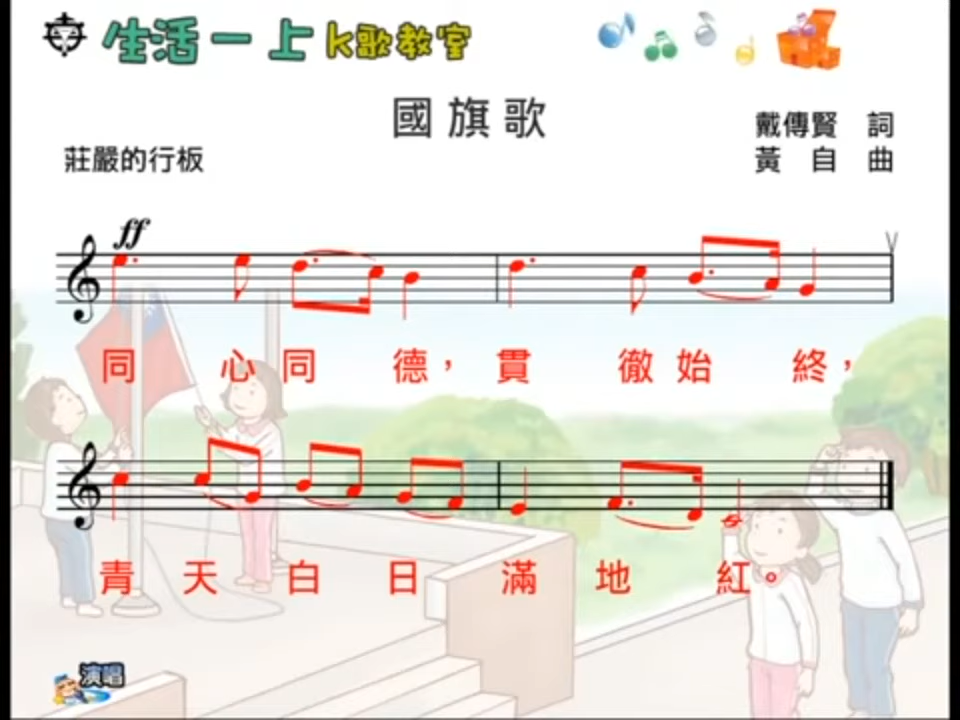 生活一上 k歌教室
國旗歌
戴傳賢 詞
莊嚴的行板
黃 自 曲
ff
同 心同 德，貫 徹始 終，
青 天 白 日 滿 地 紅。
演唱